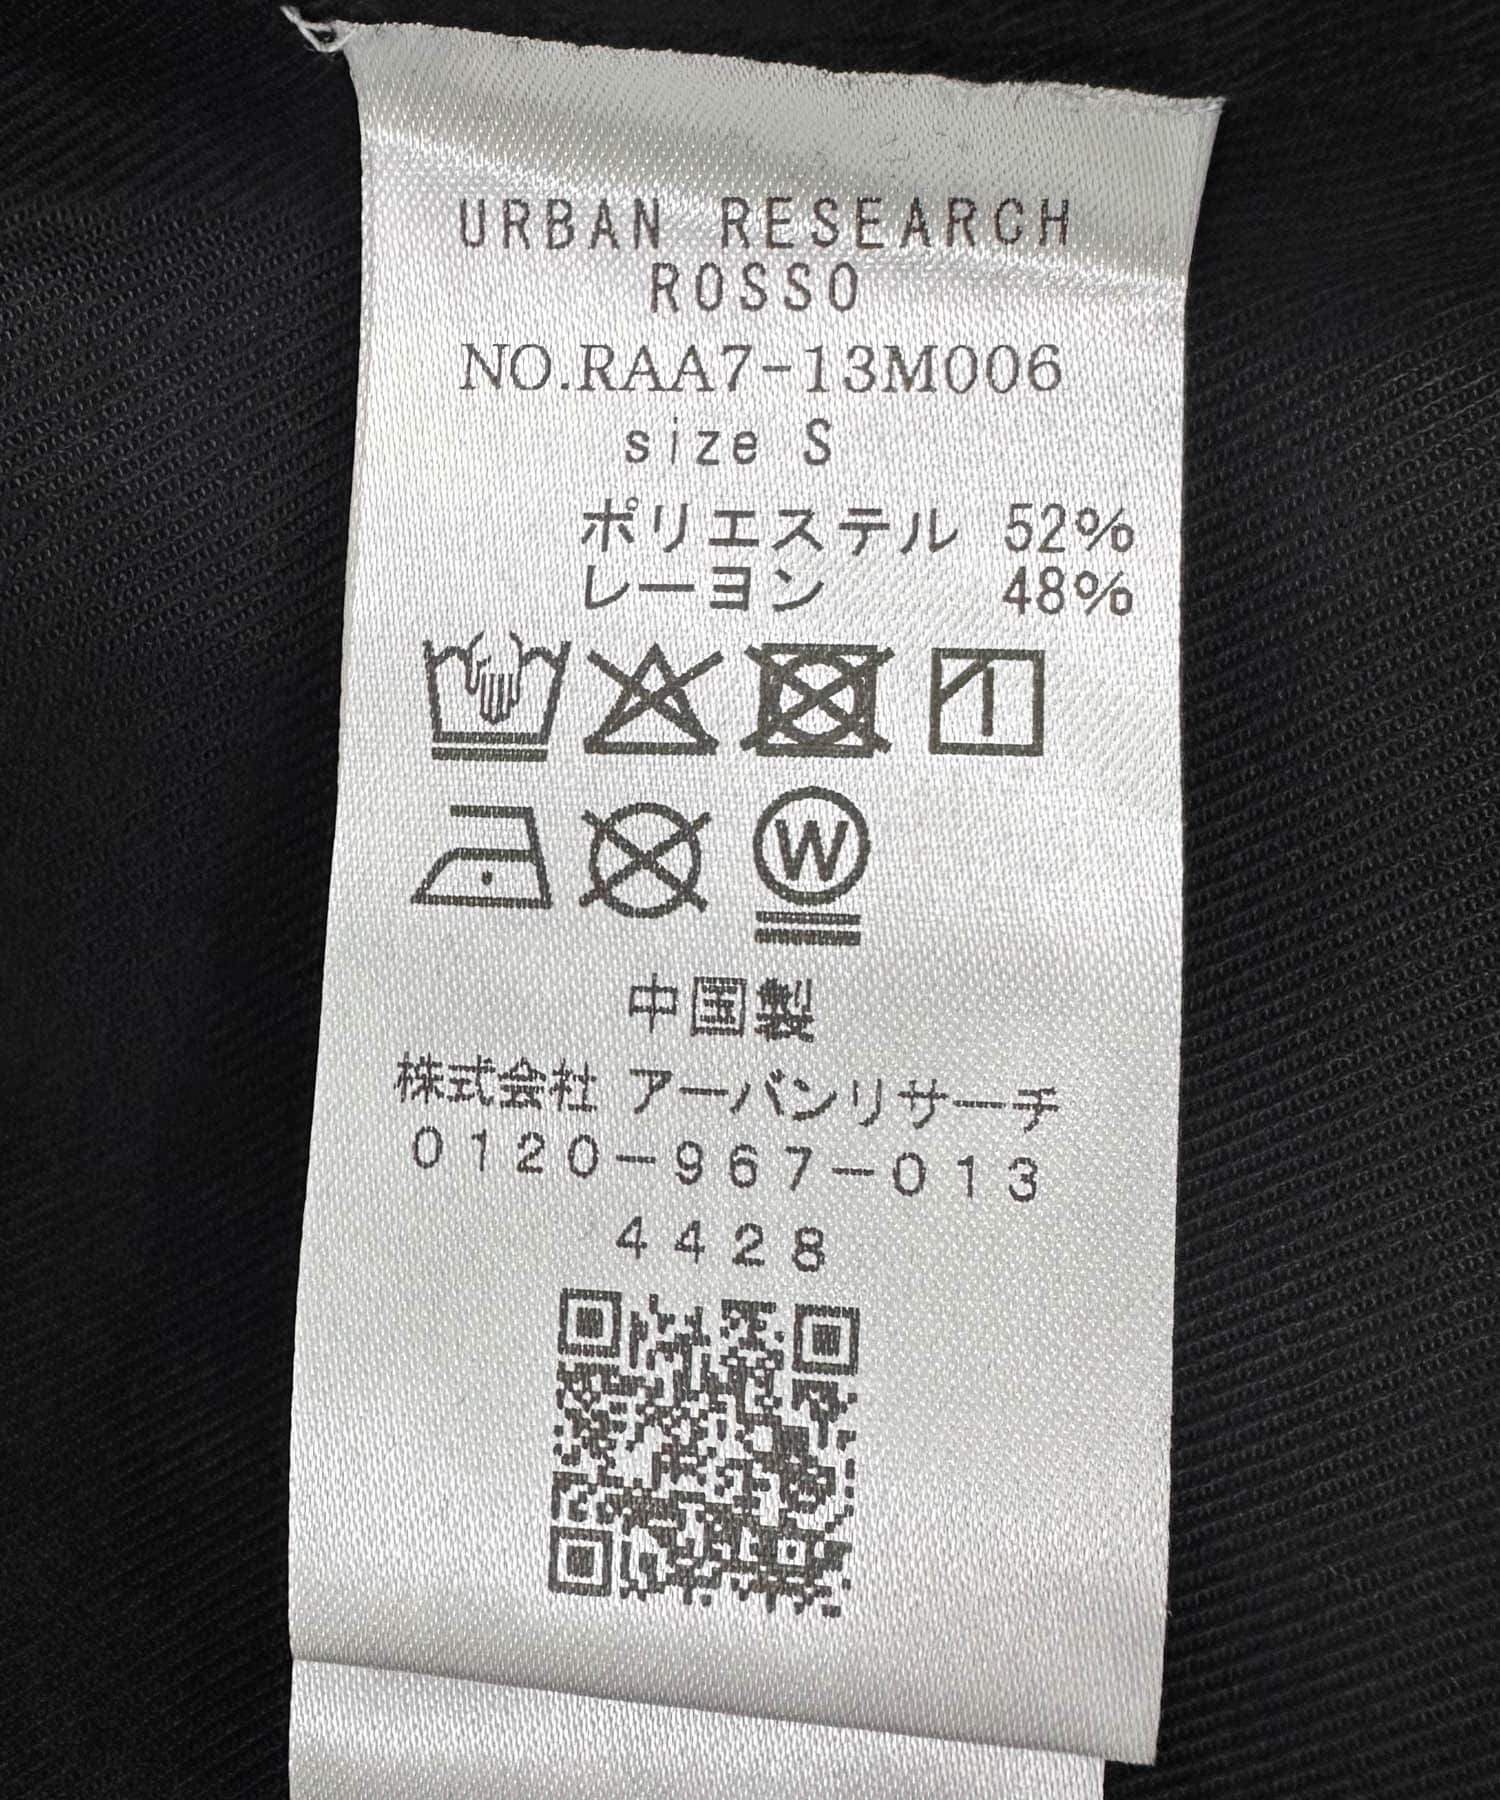 URBAN RESEARCH
ROSSO
NO.RAA7-13M006
size S
ポリエステル 52%
レーヨン 48%
W
中国製
株式会社 アーバンリサーチ
0120-967-013
4428